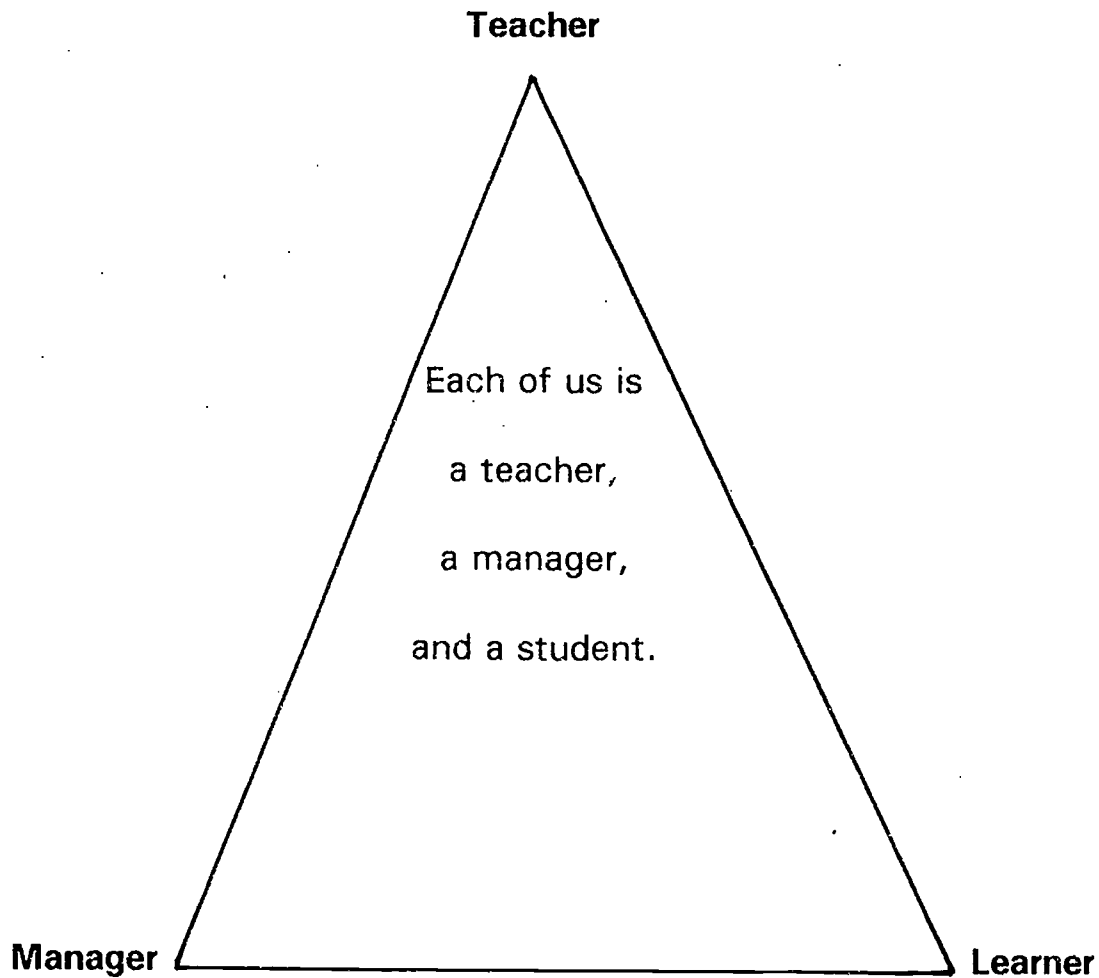 Teacher
Each of us is
a teacher,
a manager,
and a student.
Manager
Learner